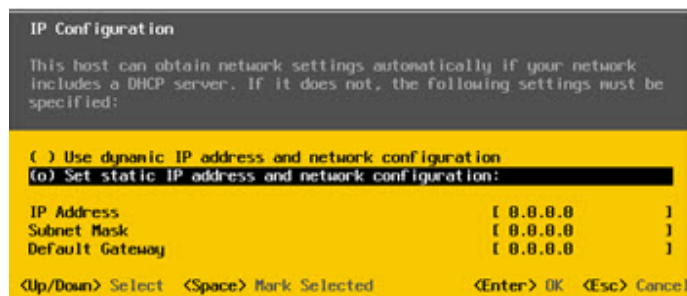 IP Configuration
This host can obtain network settings automatically if your network
includes a DHCP server. If it does not, the following settings must be
specified:
( ) Use dynamic IP address and network configuration
(o) Set static IP address and network configuration:
IP Address [ 0.0.0.0 ]
Subnet Mask [ 0.0.0.0 ]
Default Gateway [ 0.0.0.0 ]
<Up/Down> Select <Space> Mark Selected <Enter> OK <Esc> Cancel